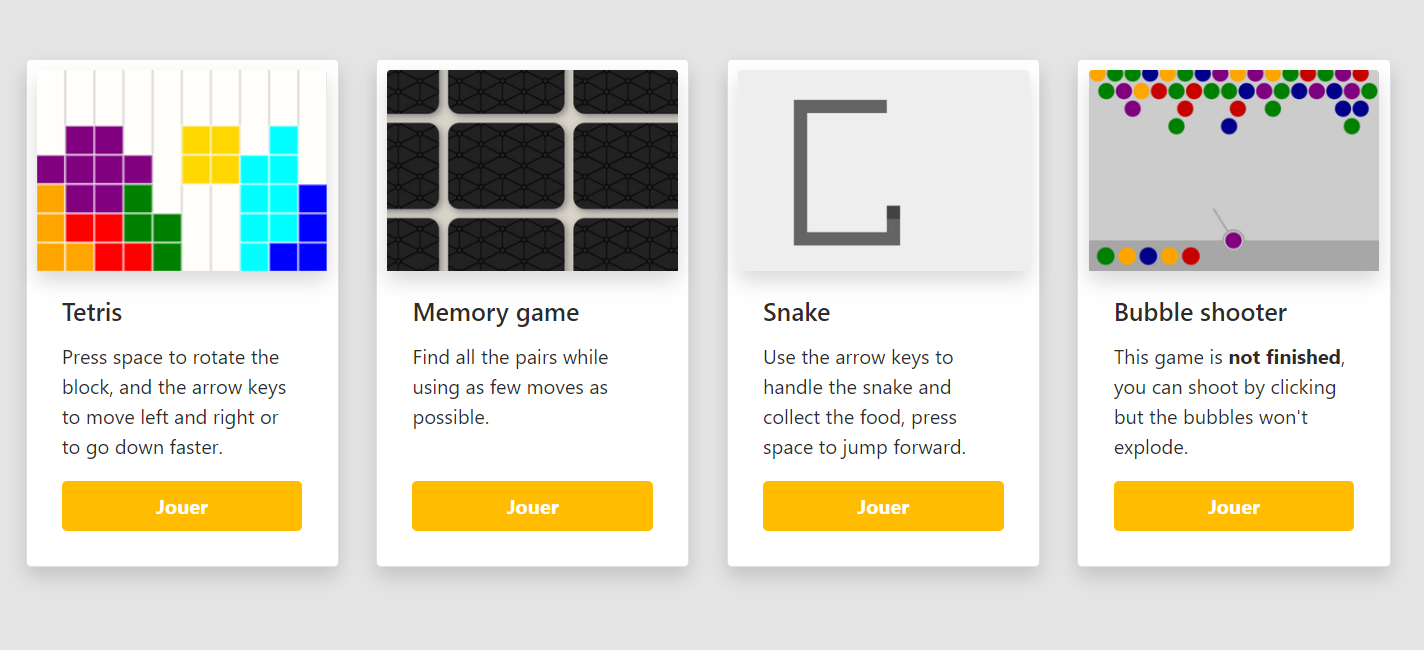 Tetris
Press space to rotate the
block, and the arrow keys
to move left and right or
to go down faster.
Jouer
Memory game
Find all the pairs while
using as few moves as
possible.
Jouer
Snake
Use the arrow keys to
handle the snake and
collect the food, press
space to jump forward.
Jouer
Bubble shooter
This game is not finished,
you can shoot by clicking
but the bubbles won't
explode.
Jouer